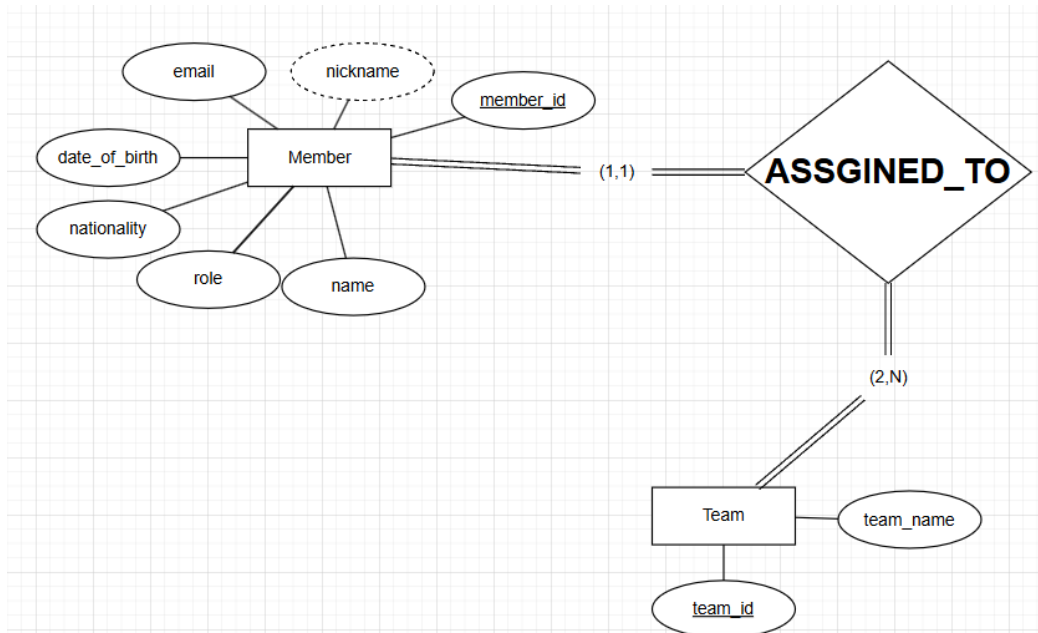 email
nickname
member_id
date_of_birth
Member
(1,1)
ASSGINED_TO
nationality
role
name
(2,N)
Team
team_name
team_id